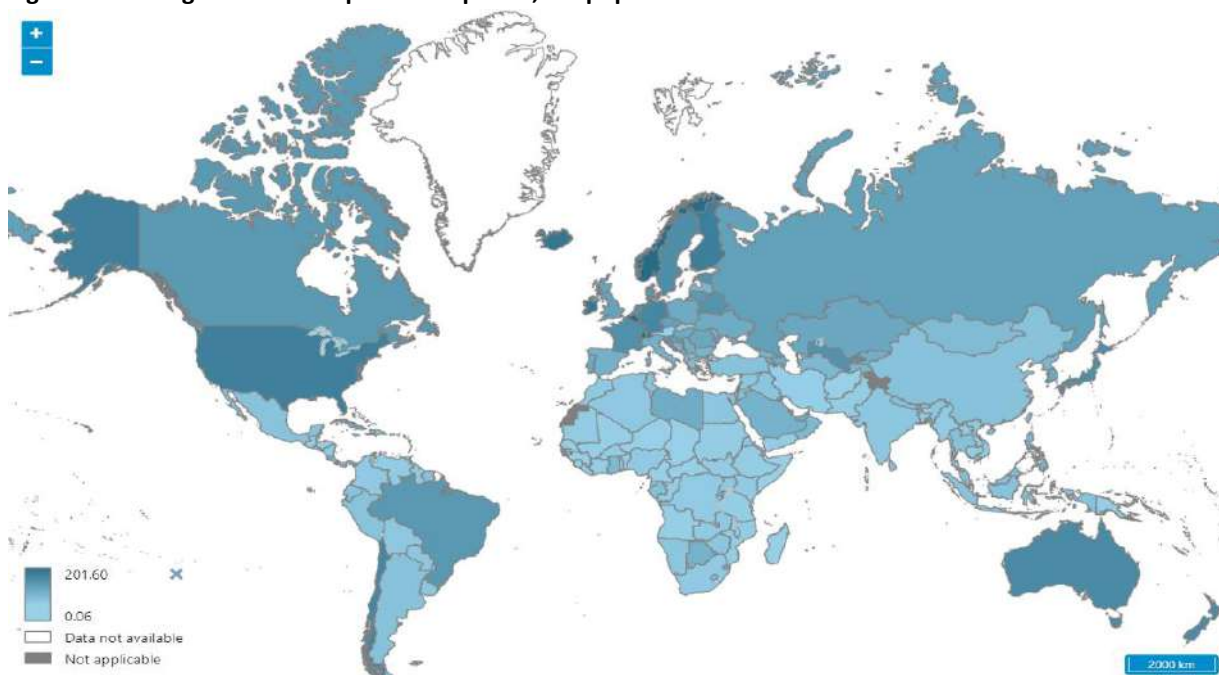 +
−
201.60
0.06
Data not available
Not applicable
2000 km